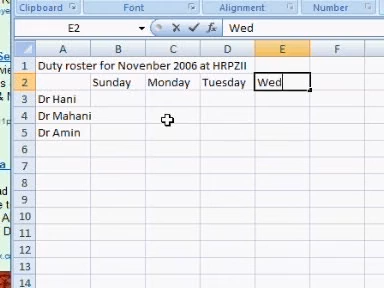 Clipboard Font Alignment Number
E2 fx Wed
A B C D E F
1 Duty roster for Novenber 2006 at HRPZII
2 Sunday Monday Tuesday Wed
3 Dr Hani
4 Dr Mahani
5 Dr Amin
6
7
8
9
10
11
12
13
14